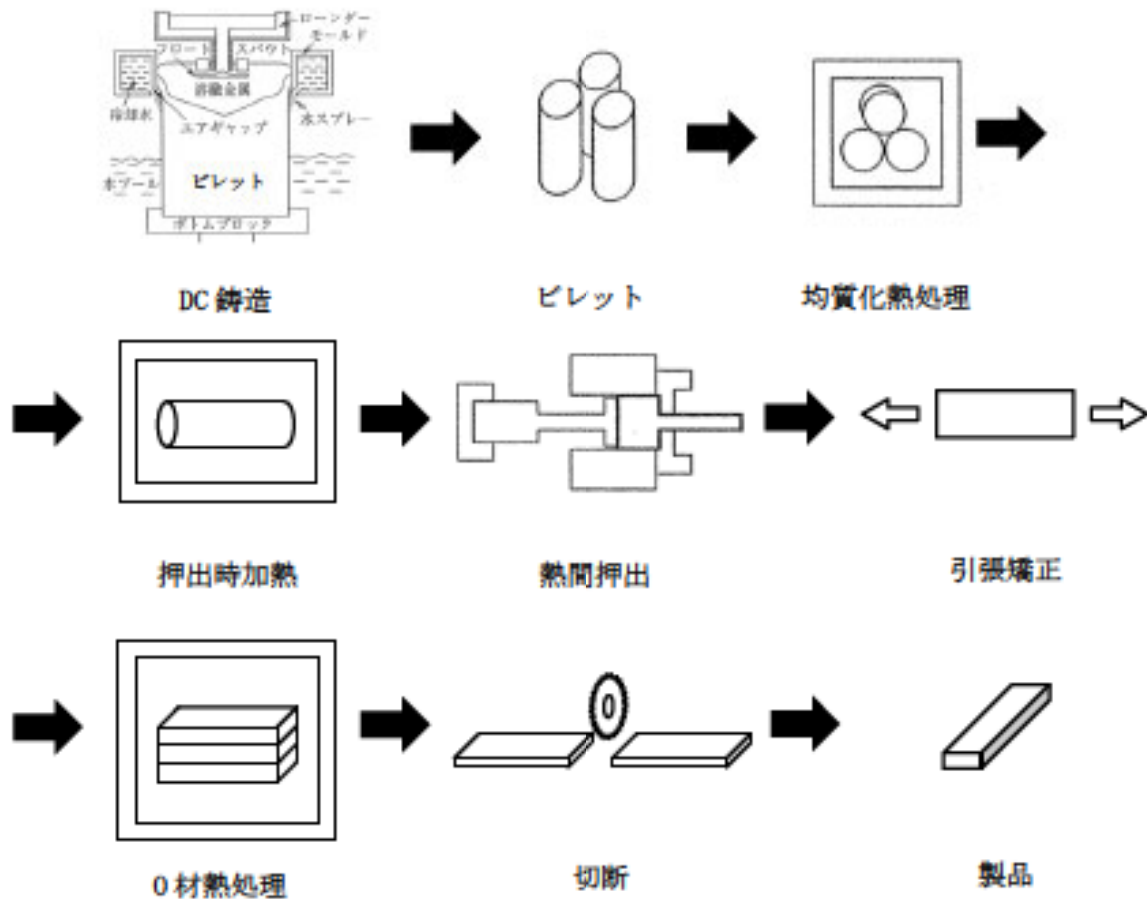 ローンダー
モールド
フロート
スパウト
溶融金属
冷却水
エアギャップ
水スプレー
水プール
ビレット
ボトムブロック
DC 鋳造
ビレット
均質化熱処理
押出時加熱
熱間押出
引張矯正
O 材熱処理
切断
製品